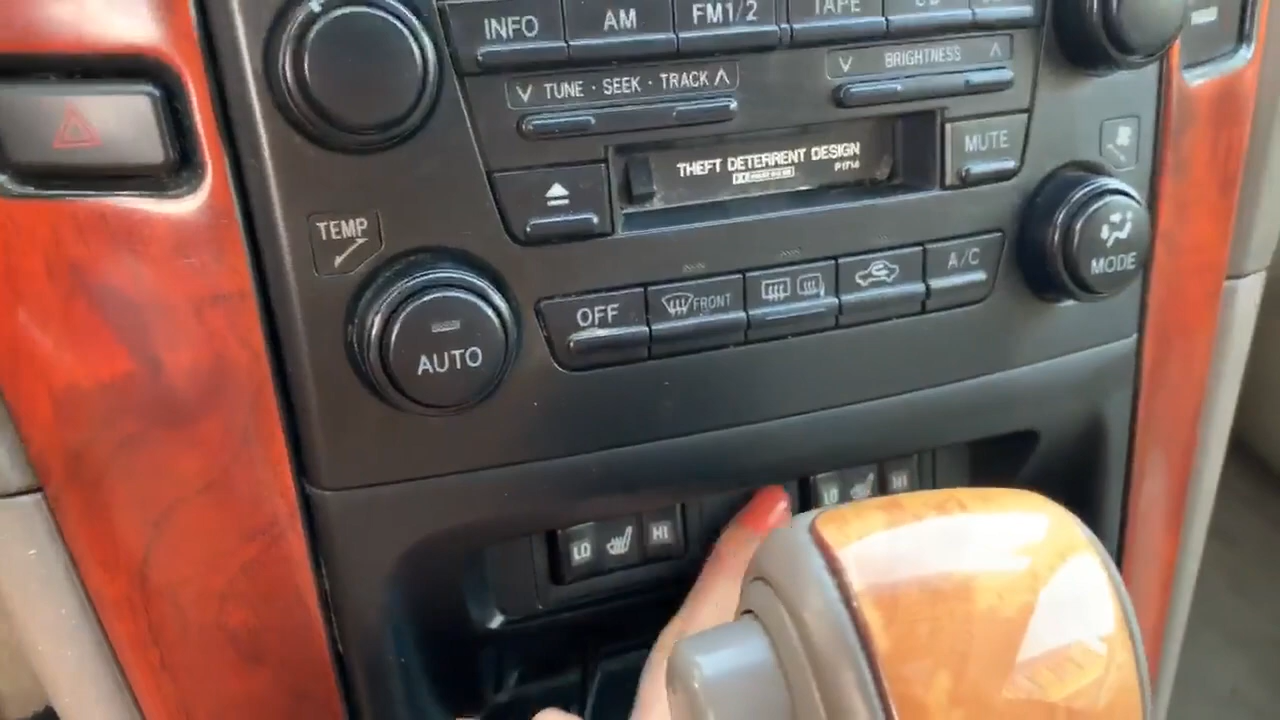 INFO
AM
FM1/2
TAPE
TUNE · SEEK · TRACK
BRIGHTNESS
THEFT DETERRENT DESIGN
P1714
MUTE
TEMP
AUTO
OFF
FRONT
A/C
MODE
LO
HI
LO
HI